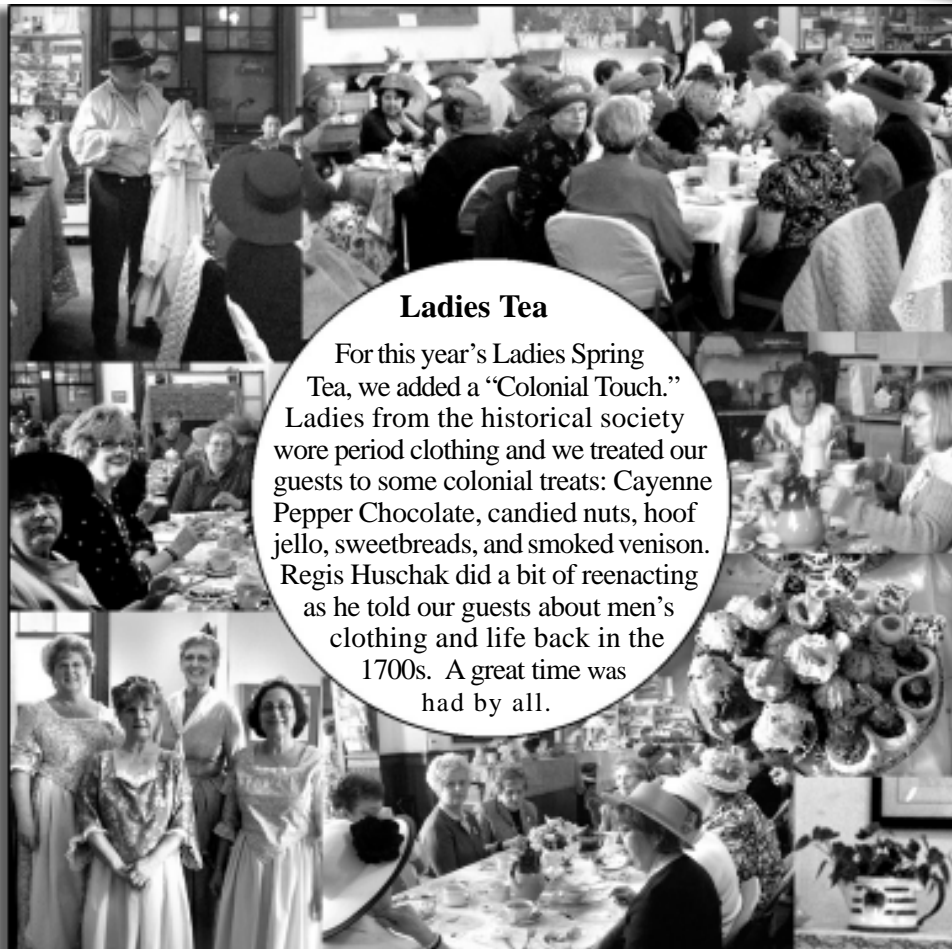 Ladies Tea
For this year’s Ladies Spring
Tea, we added a “Colonial Touch.”
Ladies from the historical society
wore period clothing and we treated our
guests to some colonial treats: Cayenne
Pepper Chocolate, candied nuts, hoof
jello, sweetbreads, and smoked venison.
Regis Huschak did a bit of reenacting
as he told our guests about men’s
clothing and life back in the
1700s. A great time was
had by all.